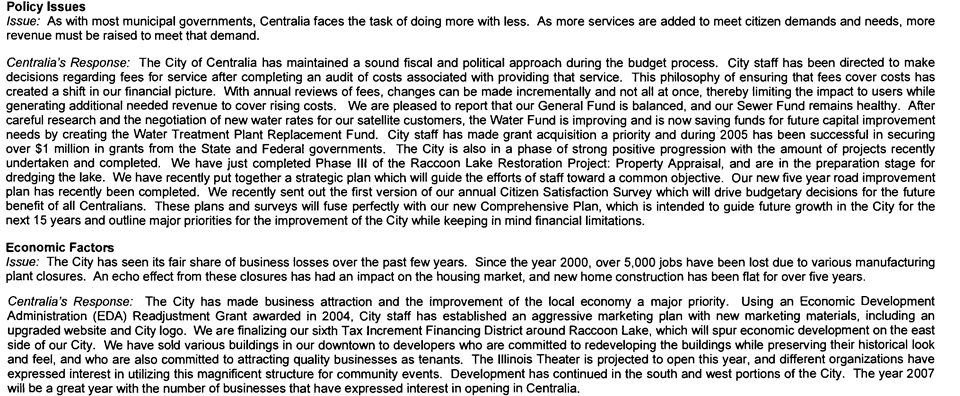 Policy Issues
Issue: As with most municipal governments, Centralia faces the task of doing more with less. As more services are added to meet citizen demands and needs, more
revenue must be raised to meet that demand.
Centralia's Response: The City of Centralia has maintained a sound fiscal and political approach during the budget process. City staff has been directed to make
decisions regarding fees for service after completing an audit of costs associated with providing that service. This philosophy of ensuring that fees cover costs has
created a shift in our financial picture. With annual reviews of fees, changes can be made incrementally and not all at once, thereby limiting the impact to users while
generating additional needed revenue to cover rising costs. We are pleased to report that our General Fund is balanced, and our Sewer Fund remains healthy. After
careful research and the negotiation of new water rates for our satellite customers, the Water Fund is improving and is now saving funds for future capital improvement
needs by creating the Water Treatment Plant Replacement Fund. City staff has made grant acquisition a priority and during 2005 has been successful in securing
over $1 million in grants from the State and Federal governments. The City is also in a phase of strong positive progression with the amount of projects recently
undertaken and completed. We have just completed Phase III of the Raccoon Lake Restoration Project: Property Appraisal, and are in the preparation stage for
dredging the lake. We have recently put together a strategic plan which will guide the efforts of staff toward a common objective. Our new five year road improvement
plan has recently been completed. We recently sent out the first version of our annual Citizen Satisfaction Survey which will drive budgetary decisions for the future
benefit of all Centralians. These plans and surveys will fuse perfectly with our new Comprehensive Plan, which is intended to guide future growth in the City for the
next 15 years and outline major priorities for the improvement of the City while keeping in mind financial limitations.
Economic Factors
Issue: The City has seen its fair share of business losses over the past few years. Since the year 2000, over 5,000 jobs have been lost due to various manufacturing
plant closures. An echo effect from these closures has had an impact on the housing market, and new home construction has been flat for over five years.
Centralia's Response: The City has made business attraction and the improvement of the local economy a major priority. Using an Economic Development
Administration (EDA) Readjustment Grant awarded in 2004, City staff has established an aggressive marketing plan with new marketing materials, including an
upgraded website and City logo. We are finalizing our sixth Tax Increment Financing District around Raccoon Lake, which will spur economic development on the east
side of our City. We have sold various buildings in our downtown to developers who are committed to redeveloping the buildings while preserving their historical look
and feel, and who are also committed to attracting quality businesses as tenants. The Illinois Theater is projected to open this year, and different organizations have
expressed interest in utilizing this magnificent structure for community events. Development has continued in the south and west portions of the City. The year 2007
will be a great year with the number of businesses that have expressed interest in opening in Centralia.